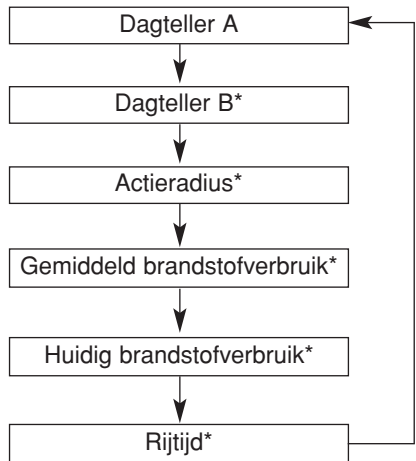 Dagteller A
Dagteller B*
Actieradius*
Gemiddeld brandstofverbruik*
Huidig brandstofverbruik*
Rijtijd*